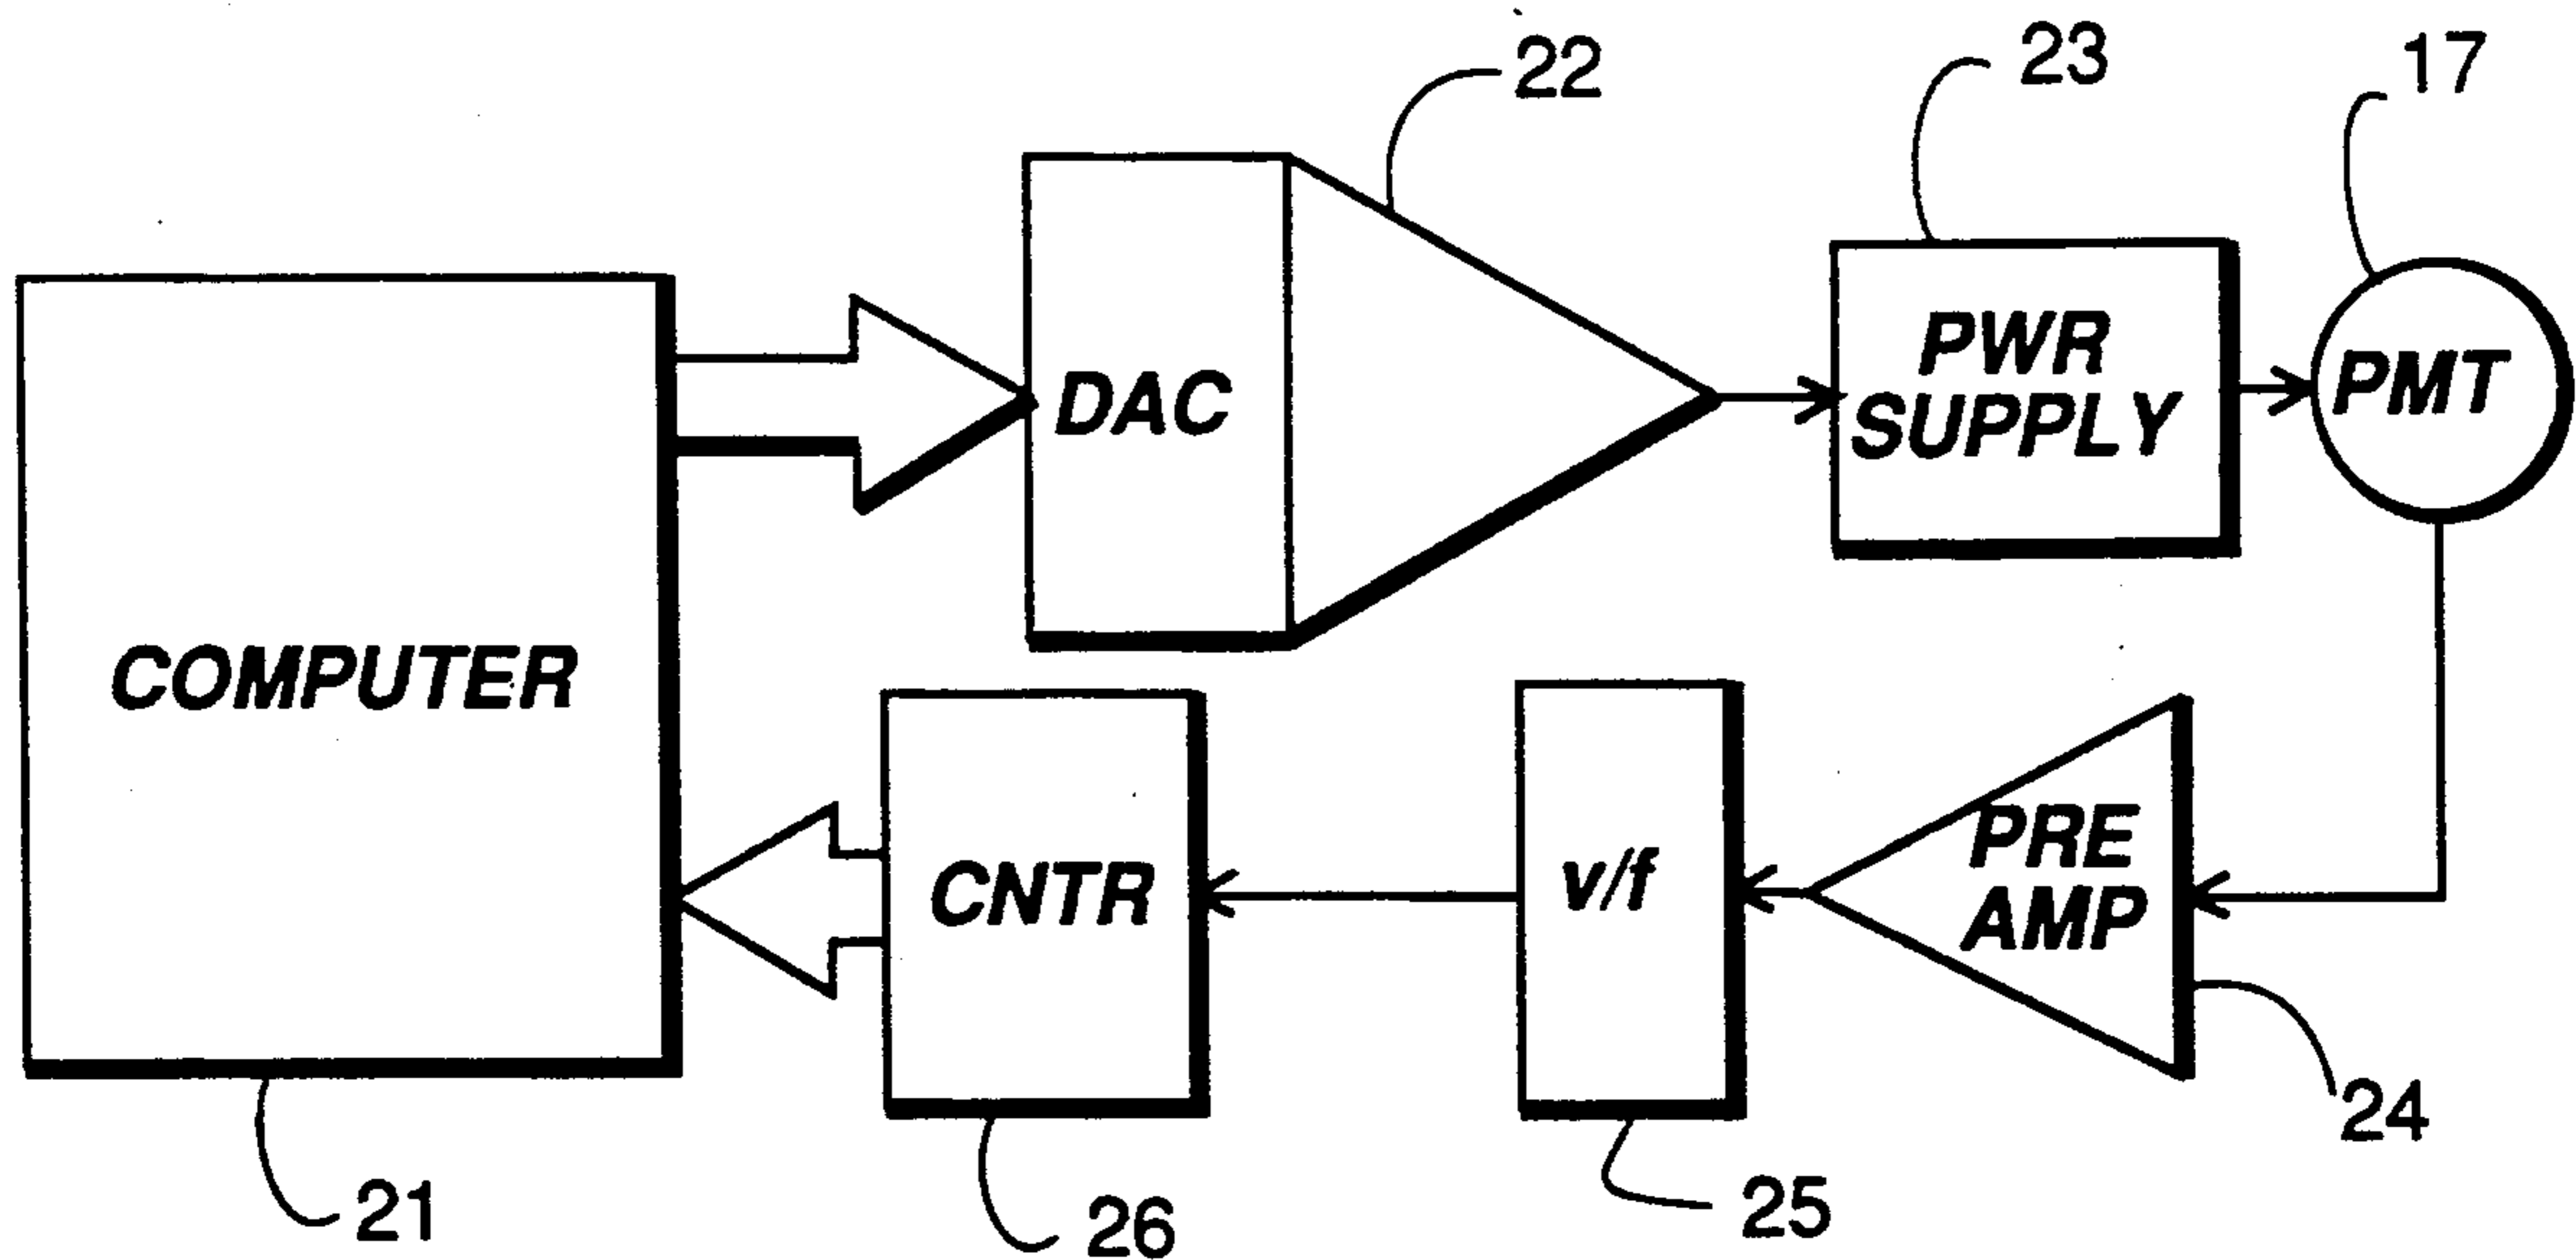 22
23
17
DAC
PWR
SUPPLY
PMT
COMPUTER
CNTR
v/f
PRE
AMP
21
26
25
24